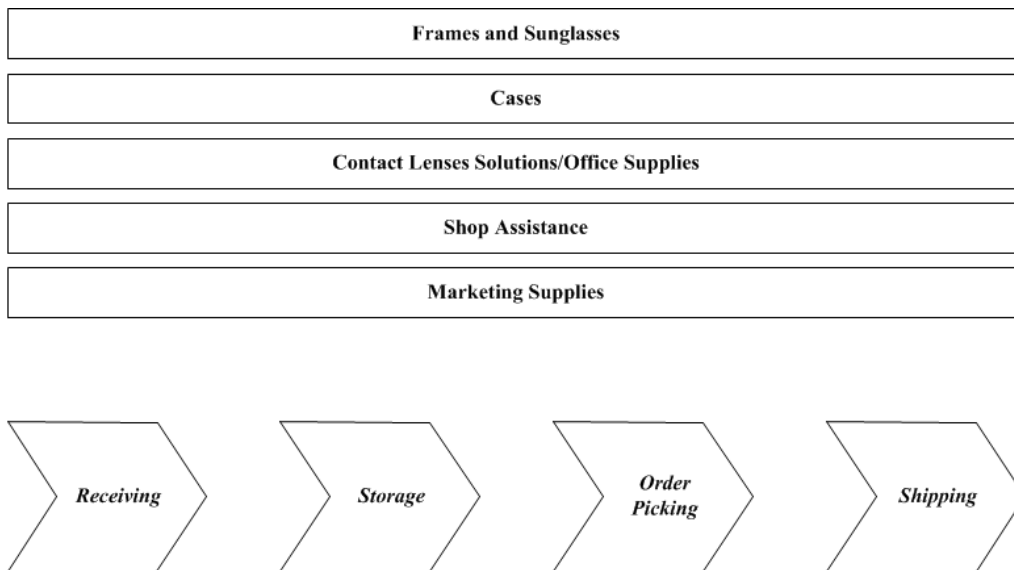 Frames and Sunglasses
Cases
Contact Lenses Solutions/Office Supplies
Shop Assistance
Marketing Supplies
Receiving
Storage
Order
Picking
Shipping